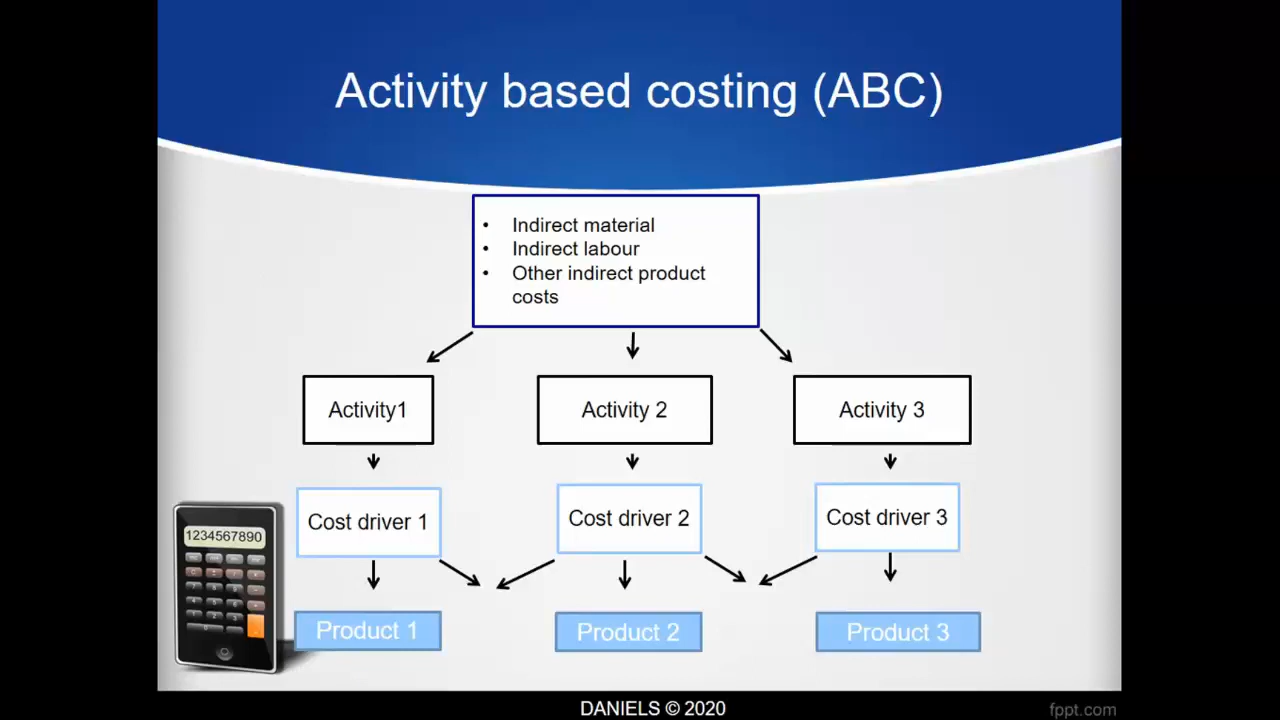 Activity based costing (ABC)
• Indirect material
• Indirect labour
• Other indirect product
costs
Activity1
Activity 2
Activity 3
Cost driver 1
Cost driver 2
Cost driver 3
1234567890
Product 1
Product 2
Product 3
DANIELS © 2020
fppt.com